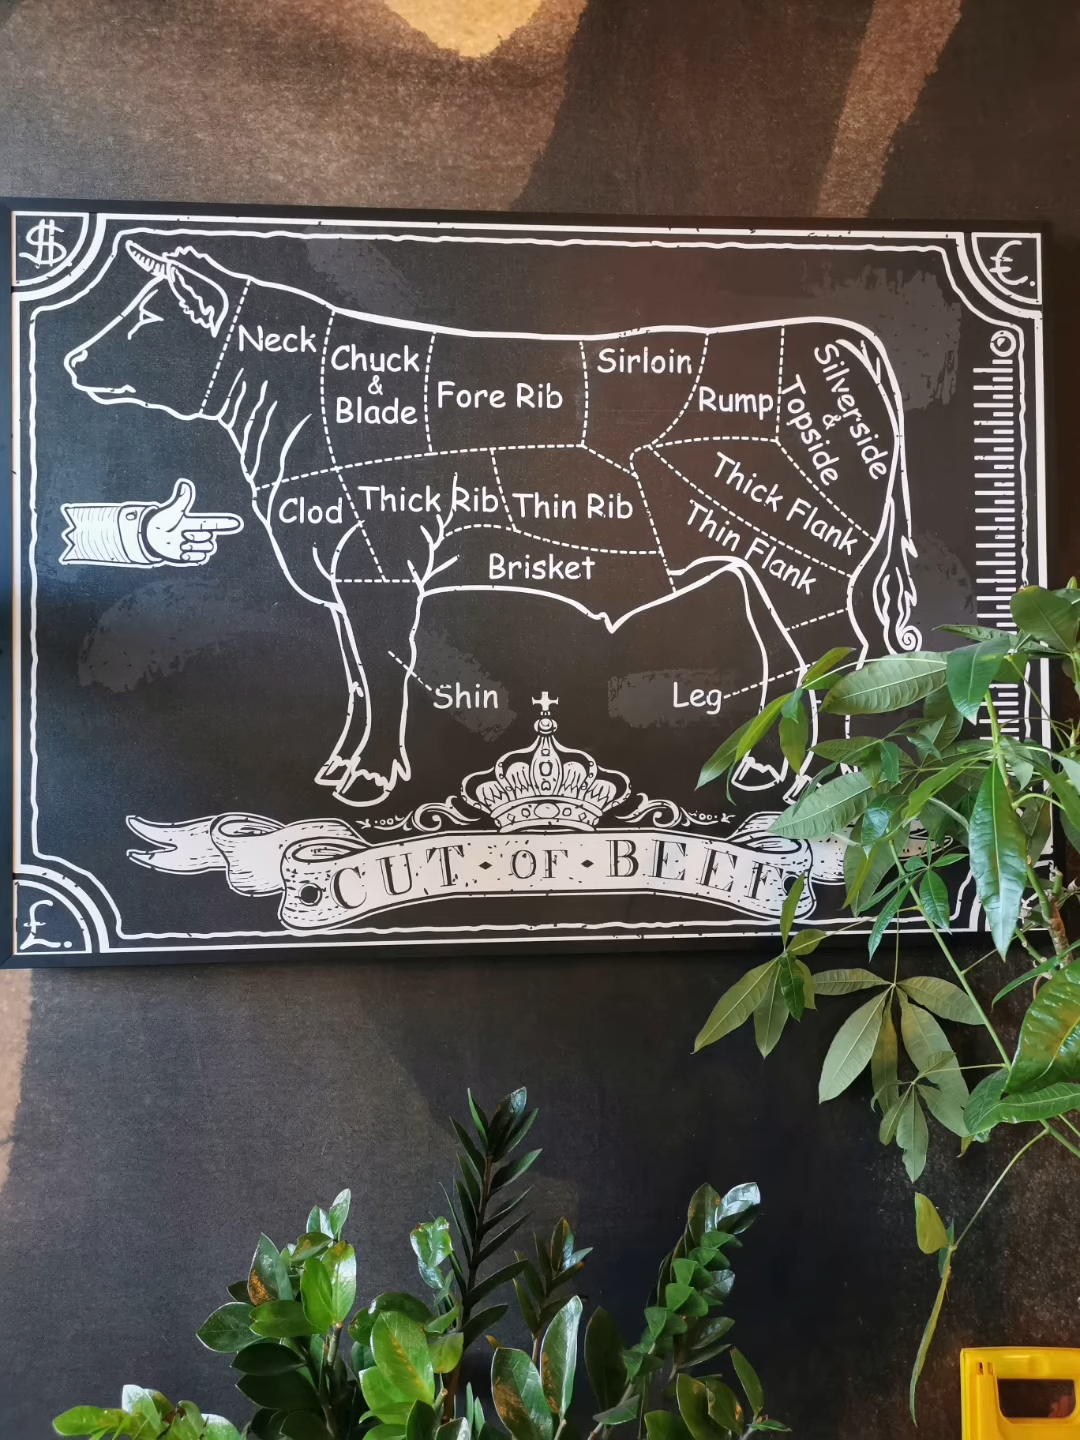 $
€.
Neck
Chuck
&
Blade
Fore Rib
Sirloin
Rump
Silverside
&
Topside
Clod
Thick Rib
Thin Rib
Thick Flank
Thin Flank
Brisket
Shin
Leg
CUT • OF • BEEF
£.